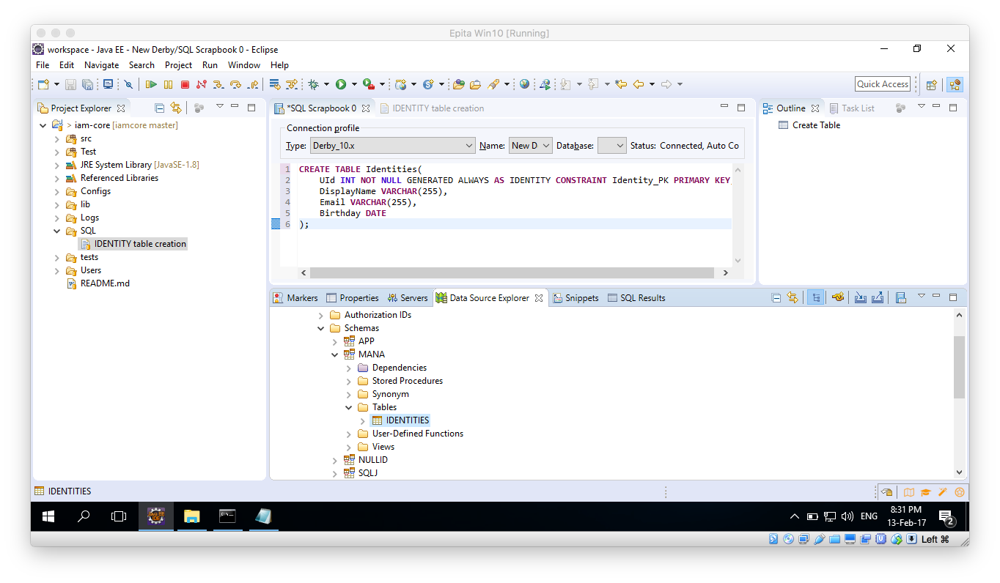 Epita Win10 [Running]
workspace - Java EE - New Derby/SQL Scrapbook 0 - Eclipse
File Edit Navigate Search Project Run Window Help
Quick Access
Project Explorer
> iam-core [iamcore master]
src
Test
JRE System Library [JavaSE-1.8]
Referenced Libraries
Configs
lib
Logs
SQL
IDENTITY table creation
tests
Users
README.md
*SQL Scrapbook 0 IDENTITY table creation
Connection profile
Type: Derby_10.x Name: New D Database: Status: Connected, Auto Co
1 CREATE TABLE Identities(
2 UId INT NOT NULL GENERATED ALWAYS AS IDENTITY CONSTRAINT Identity_PK PRIMARY KEY,
3 DisplayName VARCHAR(255),
4 Email VARCHAR(255),
5 Birthday DATE
6 );
Outline Task List
Create Table
Markers Properties Servers Data Source Explorer Snippets SQL Results
Authorization IDs
Schemas
APP
MANA
Dependencies
Stored Procedures
Synonym
Tables
IDENTITIES
User-Defined Functions
Views
NULLID
SQLJ
IDENTITIES
ENG
8:31 PM
13-Feb-17
2
Left ⌘